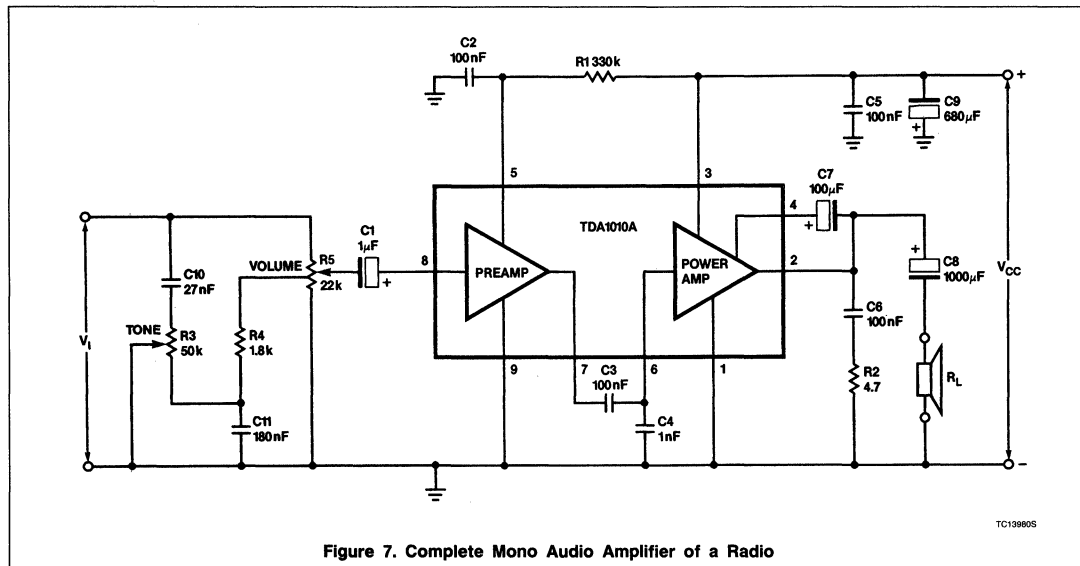 C2
100nF
R1 330k
+
C5
100nF
C9
680μF
+
5
3
C7
100μF
4
+
TDA1010A
C10
27nF
VOLUME
R5
22k
C1
1μF
+
8
PREAMP
POWER
AMP
2
+
C8
1000μF
VCC
C6
100nF
VI
TONE
R3
50k
R4
1.8k
9
7
C3
100nF
6
1
R2
4.7
RL
C11
180nF
C4
1nF
−
TC13980S
Figure 7. Complete Mono Audio Amplifier of a Radio